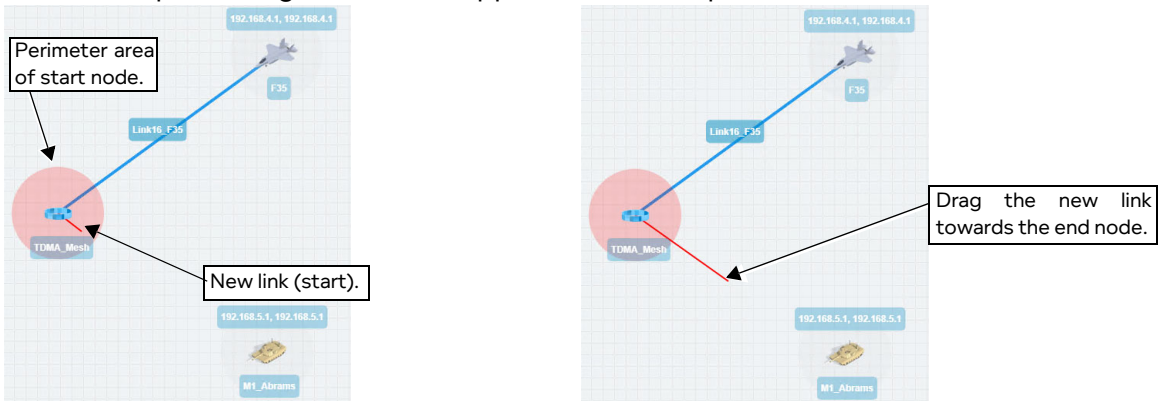 192.168.4.1, 192.168.4.1
Perimeter area
of start node.
F35
Link16_F35
TDMA_Mesh
New link (start).
192.168.5.1, 192.168.5.1
M1_Abrams
192.168.4.1, 192.168.4.1
F35
Link16_F35
Drag the new link
towards the end node.
TDMA_Mesh
192.168.5.1, 192.168.5.1
M1_Abrams